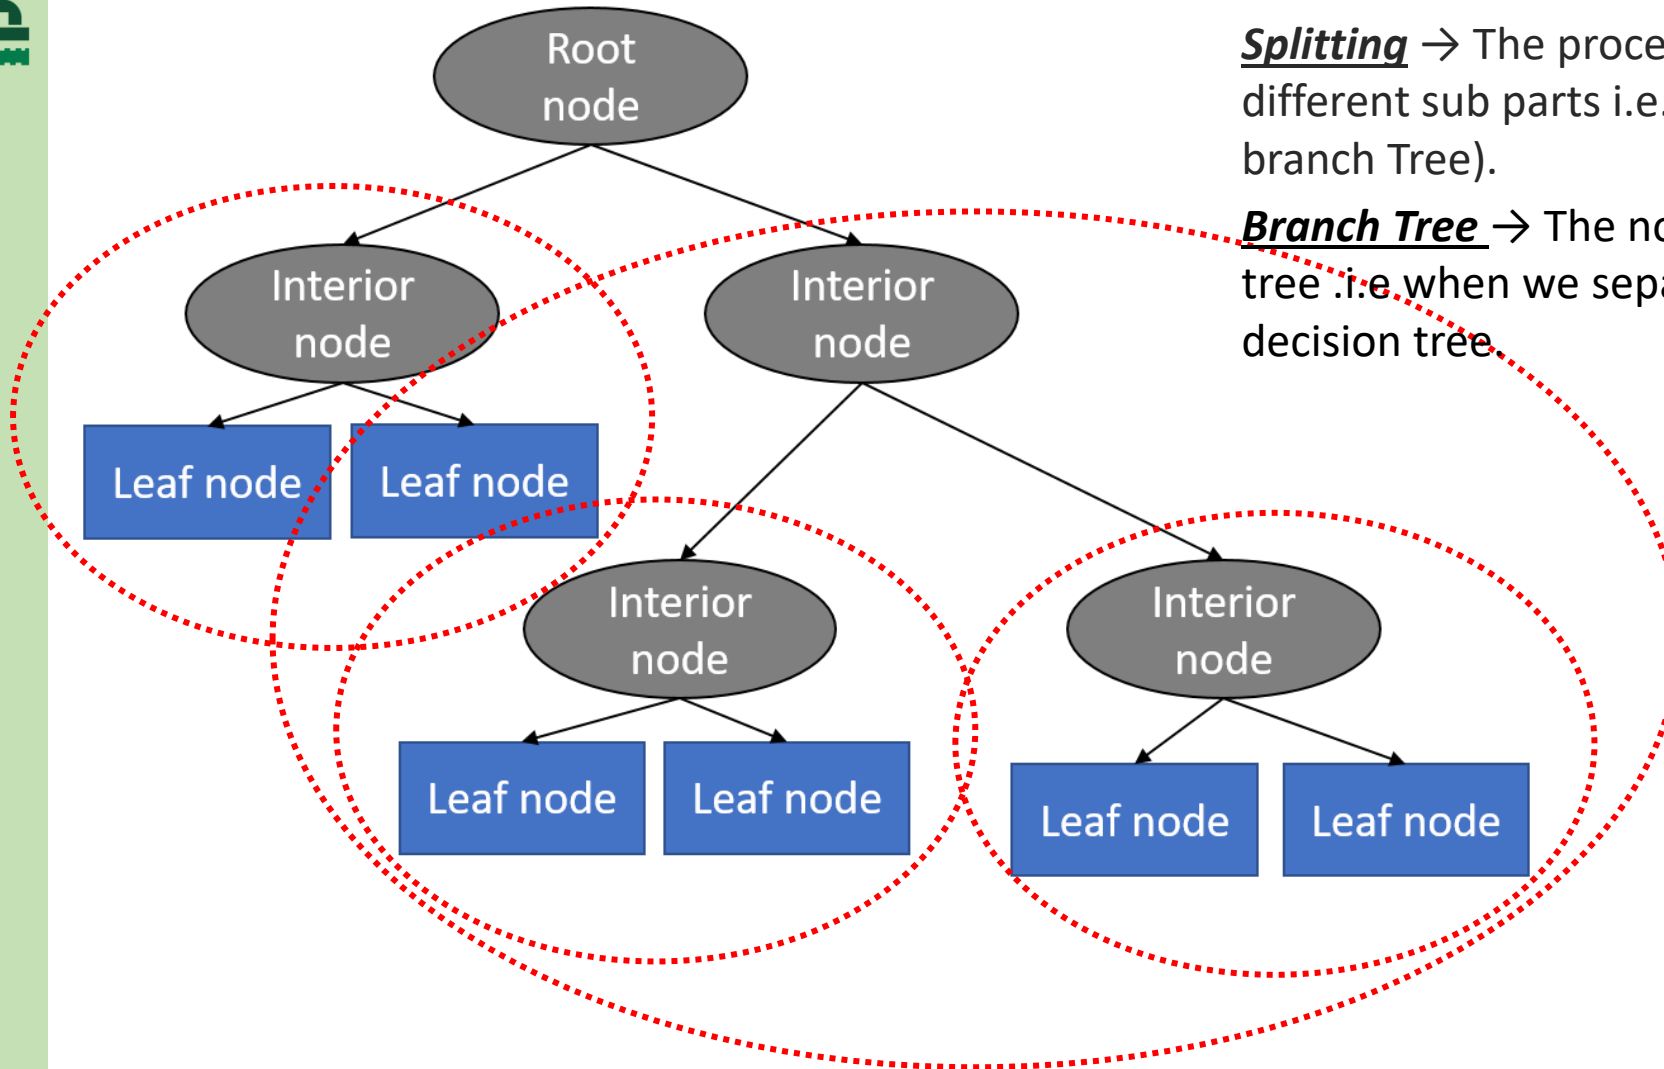 Root
node
Interior
node
Interior
node
Leaf node
Leaf node
Interior
node
Interior
node
Leaf node
Leaf node
Leaf node
Leaf node
Splitting → The proce
different sub parts i.e.
branch Tree).
Branch Tree → The no
tree .i.e when we sepa
decision tree.